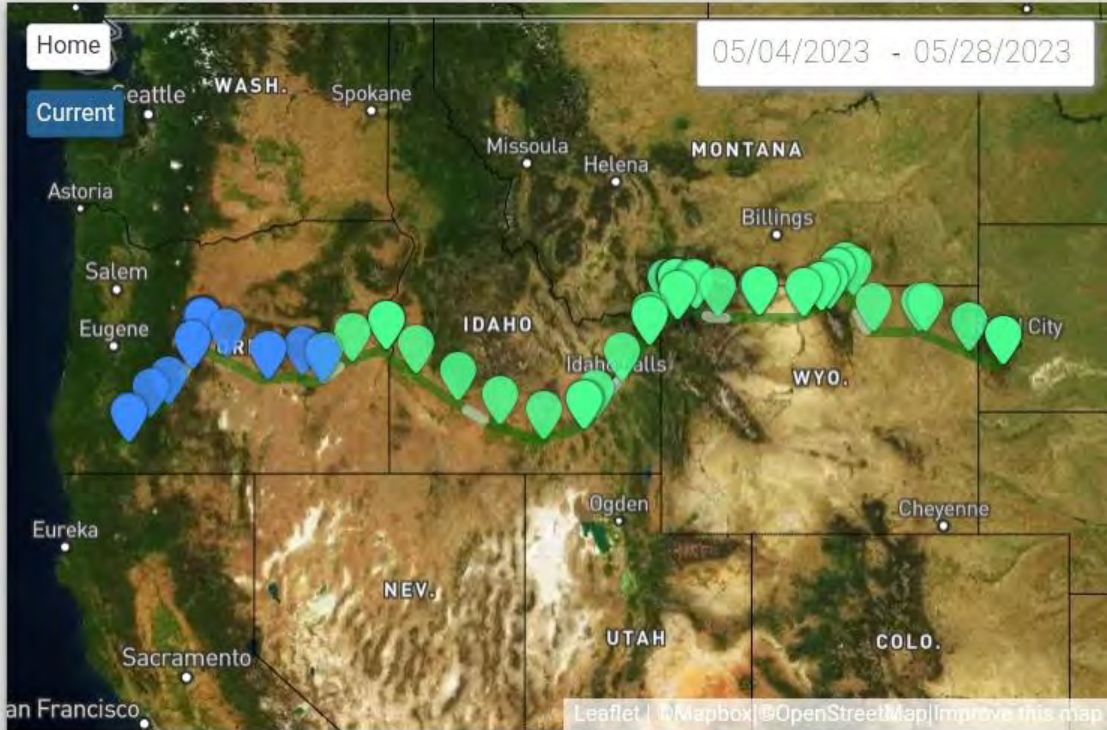 Home
05/04/2023 - 05/28/2023
WASH.
Seattle
Spokane
Current
Missoula
MONTANA
Helena
Astoria
Billings
Salem
Eugene
IDAHO
City
Idaho Falls
WYO.
Ogden
Cheyenne
Eureka
NEV.
UTAH
COLO.
Sacramento
an Francisco
Leaflet | ©Mapbox|©OpenStreetMap|Improve this map